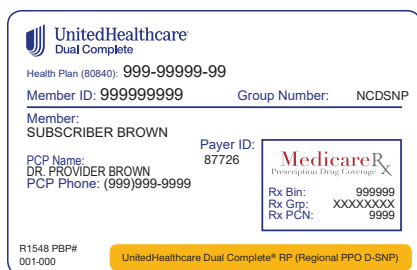 UnitedHealthcare®
Dual Complete
Health Plan (80840): 999-99999-99
Member ID: 999999999 Group Number: NCDSNP
Member:
SUBSCRIBER BROWN
Payer ID:
87726
PCP Name:
DR. PROVIDER BROWN
PCP Phone: (999)999-9999
MedicareRx
Prescription Drug Coverage
Rx Bin: 999999
Rx Grp: XXXXXXXX
Rx PCN: 9999
R1548 PBP#
001-000
UnitedHealthcare Dual Complete® RP (Regional PPO D-SNP)